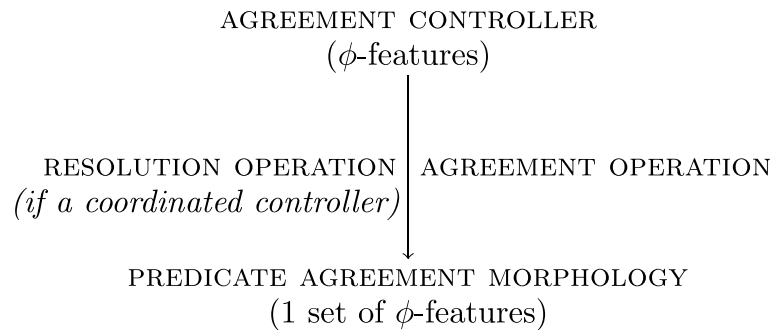 AGREEMENT CONTROLLER
(ϕ-features)
RESOLUTION OPERATION
(if a coordinated controller)
AGREEMENT OPERATION
PREDICATE AGREEMENT MORPHOLOGY
(1 set of ϕ-features)